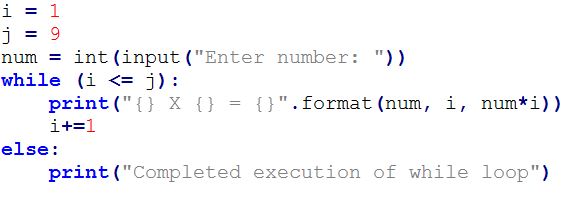 i = 1
j = 9
num = int(input("Enter number: "))
while (i <= j):
    print("{} X {} = {}".format(num, i, num*i))
    i+=1
else:
    print("Completed execution of while loop")